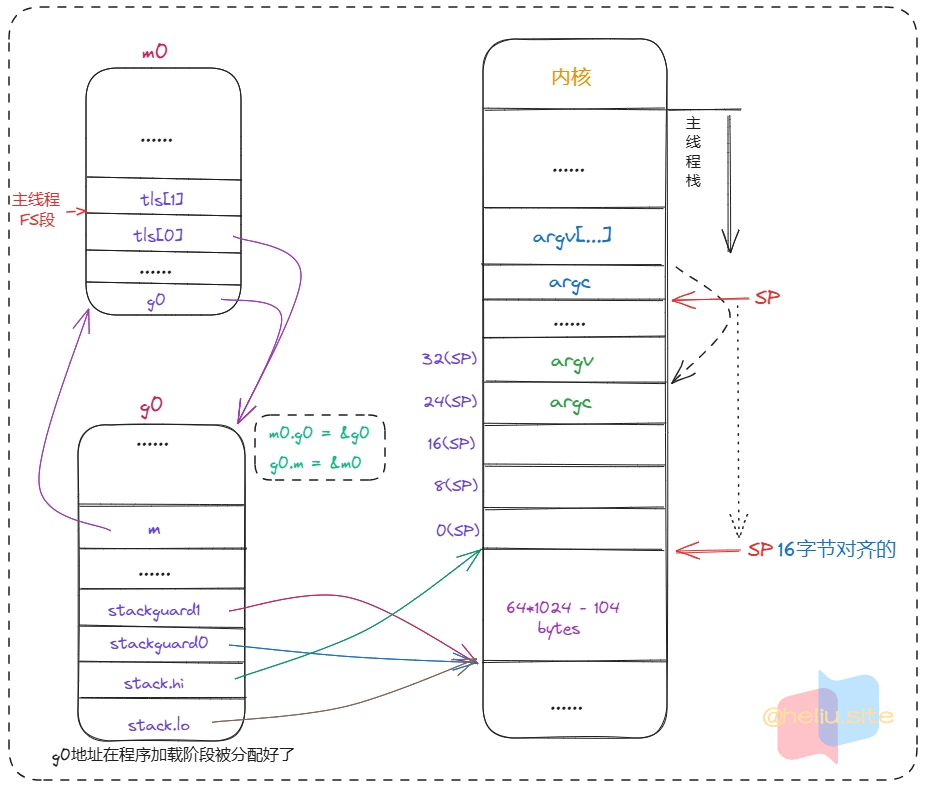 m0
......
tls[1]
主线程
FS段
tls[0]
......
g0
g0
......
m0.g0 = &g0
g0.m = &m0
m
......
stackguard1
stackguard0
stack.hi
stack.lo
g0地址在程序加载阶段被分配好了
内核
主线程栈
......
argv[...]
argc
SP
......
32(SP)
argv
24(SP)
argc
16(SP)
8(SP)
0(SP)
SP 16字节对齐的
64*1024 - 104
bytes
......
@heliu.site